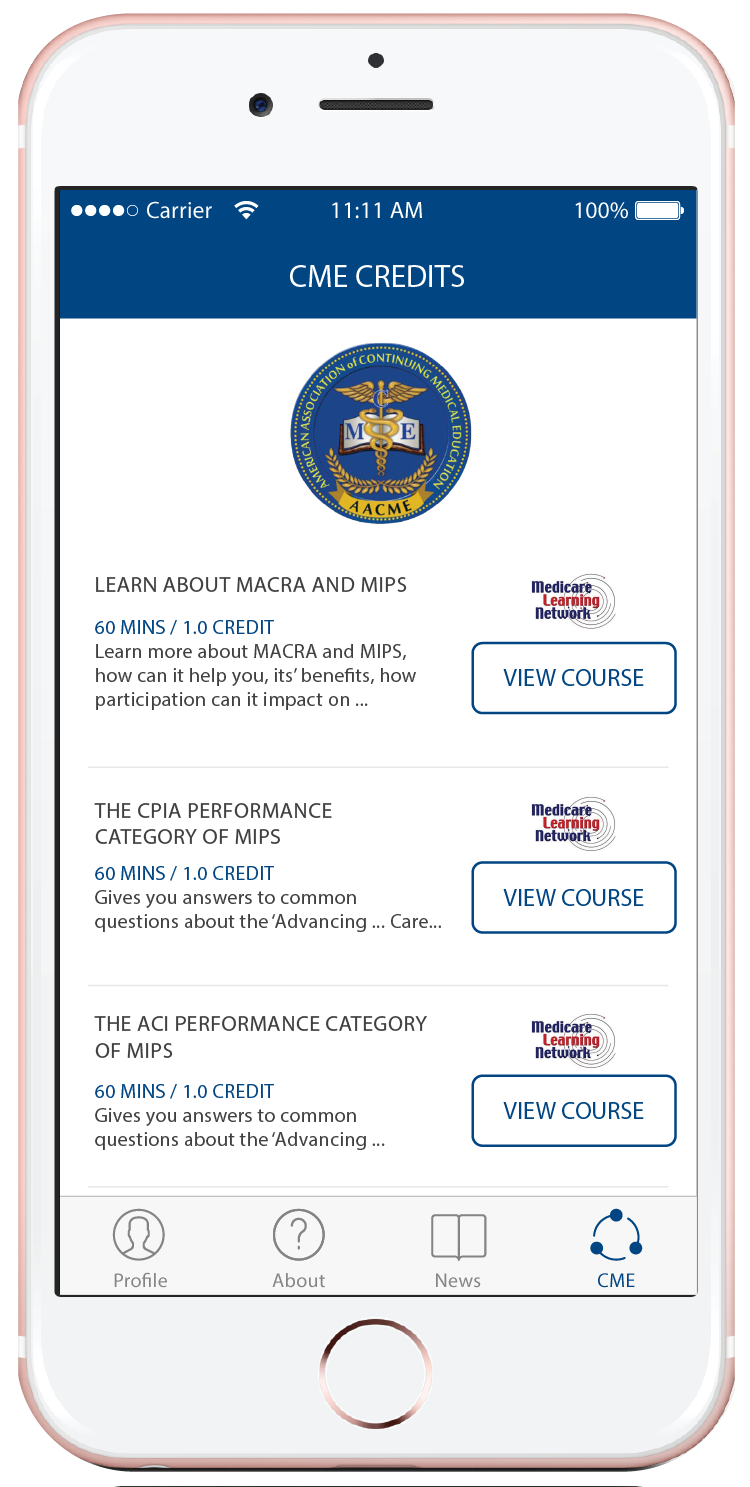 Carrier 11:11 AM 100%
CME CREDITS
AMERICAN ASSOCIATION of CONTINUING MEDICAL EDUCATION
C
M E
AACME
LEARN ABOUT MACRA AND MIPS
Medicare
Learning
Network
60 MINS / 1.0 CREDIT
Learn more about MACRA and MIPS,
how can it help you, its’ benefits, how
participation can it impact on ...
VIEW COURSE
THE CPIA PERFORMANCE
CATEGORY OF MIPS
Medicare
Learning
Network
60 MINS / 1.0 CREDIT
Gives you answers to common
questions about the ‘Advancing ... Care...
VIEW COURSE
THE ACI PERFORMANCE CATEGORY
OF MIPS
Medicare
Learning
Network
60 MINS / 1.0 CREDIT
Gives you answers to common
questions about the ‘Advancing ...
VIEW COURSE
Profile About News CME